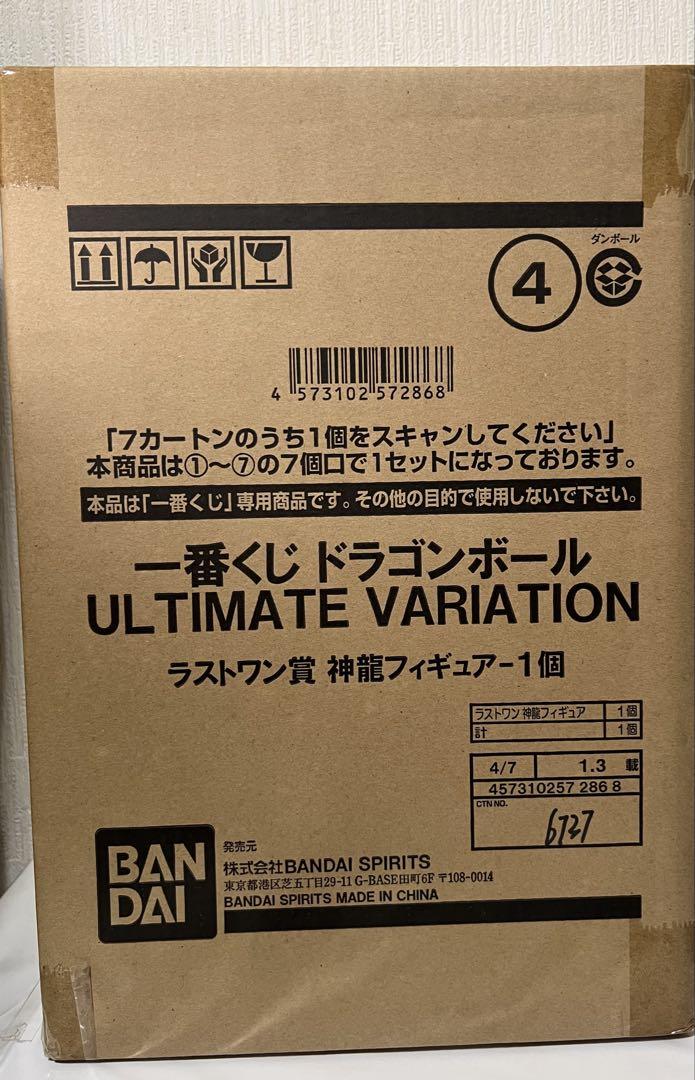 ダンボール
4
4 573102 572868
「7カートンのうち1個をスキャンしてください」
本商品は①〜⑦の7個口で1セットになっております。
本品は「一番くじ」専用商品です。その他の目的で使用しないで下さい。
一番くじ ドラゴンボール
ULTIMATE VARIATION
ラストワン賞 神龍フィギュア-1個
ラストワン 神龍フィギュア 1個
計 1個
4/7 1.3 載
457310257 286 8
CTN NO.
6727
BAN
DAI
発売元
株式会社BANDAI SPIRITS
東京都港区芝五丁目29-11 G-BASE田町6F 〒108-0014
BANDAI SPIRITS MADE IN CHINA